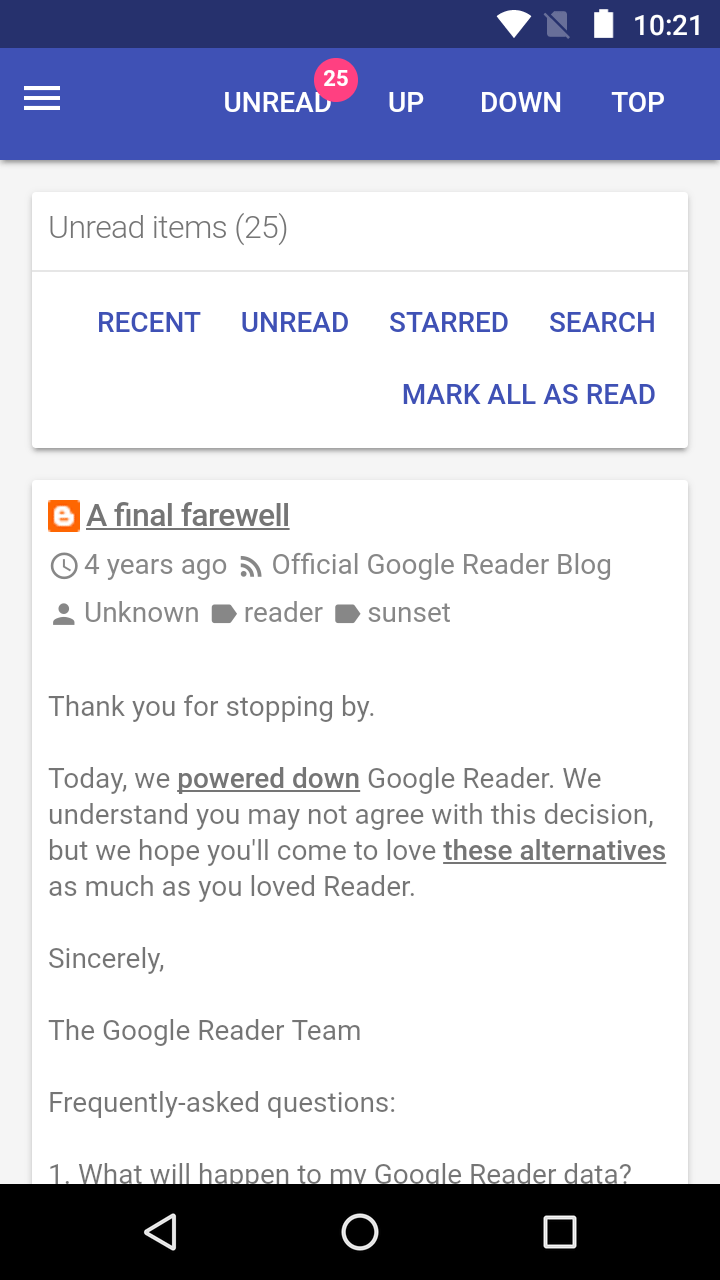 10:21
UNREAD 25 UP DOWN TOP
Unread items (25)
RECENT UNREAD STARRED SEARCH
MARK ALL AS READ
A final farewell
4 years ago Official Google Reader Blog
Unknown reader sunset
Thank you for stopping by.
Today, we powered down Google Reader. We
understand you may not agree with this decision,
but we hope you'll come to love these alternatives
as much as you loved Reader.
Sincerely,
The Google Reader Team
Frequently-asked questions:
1. What will happen to my Google Reader data?